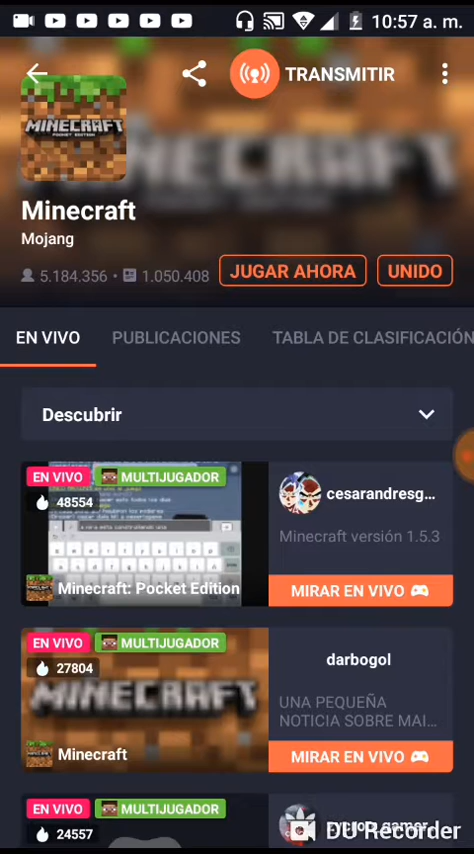 10:57 a. m.
TRANSMITIR
MINECRAFT
POCKET EDITION
Minecraft
Mojang
5.184.356 • 1.050.408
JUGAR AHORA
UNIDO
EN VIVO
PUBLICACIONES
TABLA DE CLASIFICACIÓN
Descubrir
EN VIVO
MULTIJUGADOR
48554
Minecraft: Pocket Edition
cesarandresg...
Minecraft versión 1.5.3
MIRAR EN VIVO
EN VIVO
MULTIJUGADOR
27804
MINECRAFT
Minecraft
darbogol
UNA PEQUEÑA
NOTICIA SOBRE MAI...
MIRAR EN VIVO
EN VIVO
MULTIJUGADOR
24557
DU Recorder